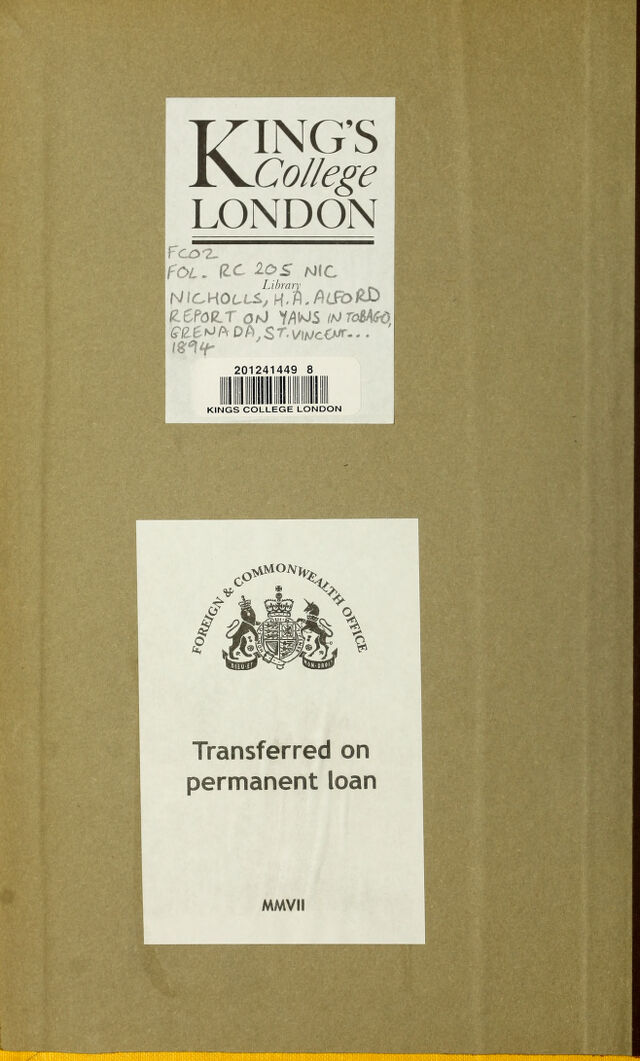 KING'S
College
LONDON
FCO2
FOL. RC 205 NIC
Library
NICHOLLS, H.A. ALFORD
REPORT ON YAWS IN TOBAGO,
GRENADA, ST. VINCENT...
1894
201241449 8
KINGS COLLEGE LONDON
FOREIGN & COMMONWEALTH OFFICE
DIEU ET MON DROIT
Transferred on
permanent loan
MMVII